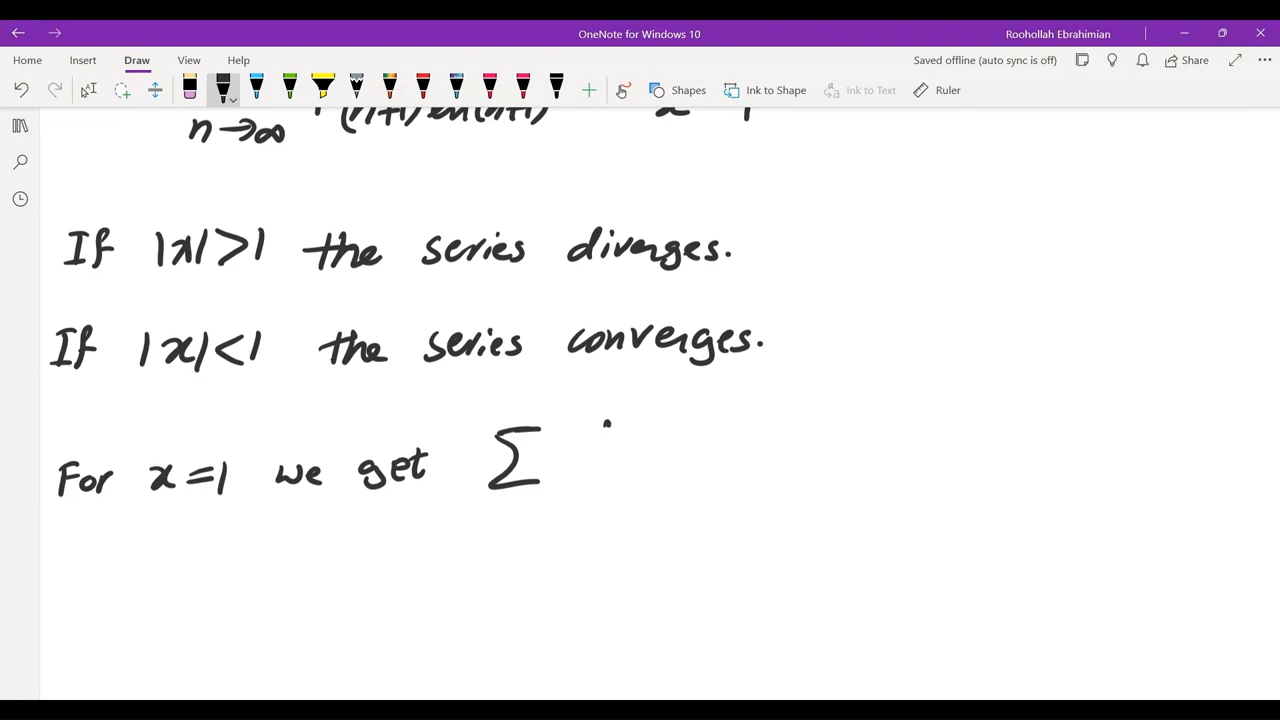 OneNote for Windows 10
Roohollah Ebrahimian
Home Insert Draw View Help
Saved offline (auto sync is off) Share
Shapes Ink to Shape Ink to Text Ruler
n→∞
If |x|>1 the series diverges.
If |x|<1 the series converges.
For x=1 we get ∑